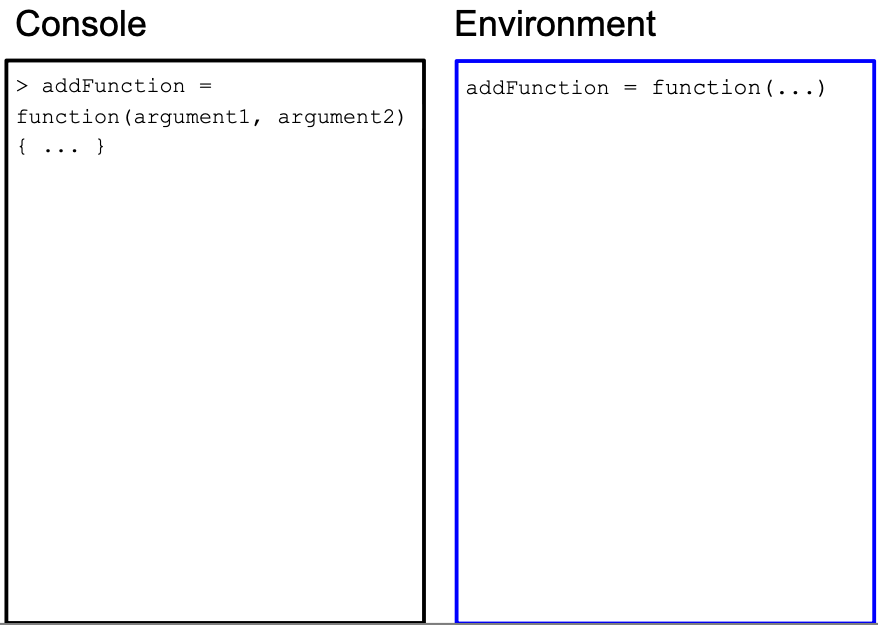 Console
> addFunction =
function(argument1, argument2)
{ ... }
Environment
addFunction = function(...)